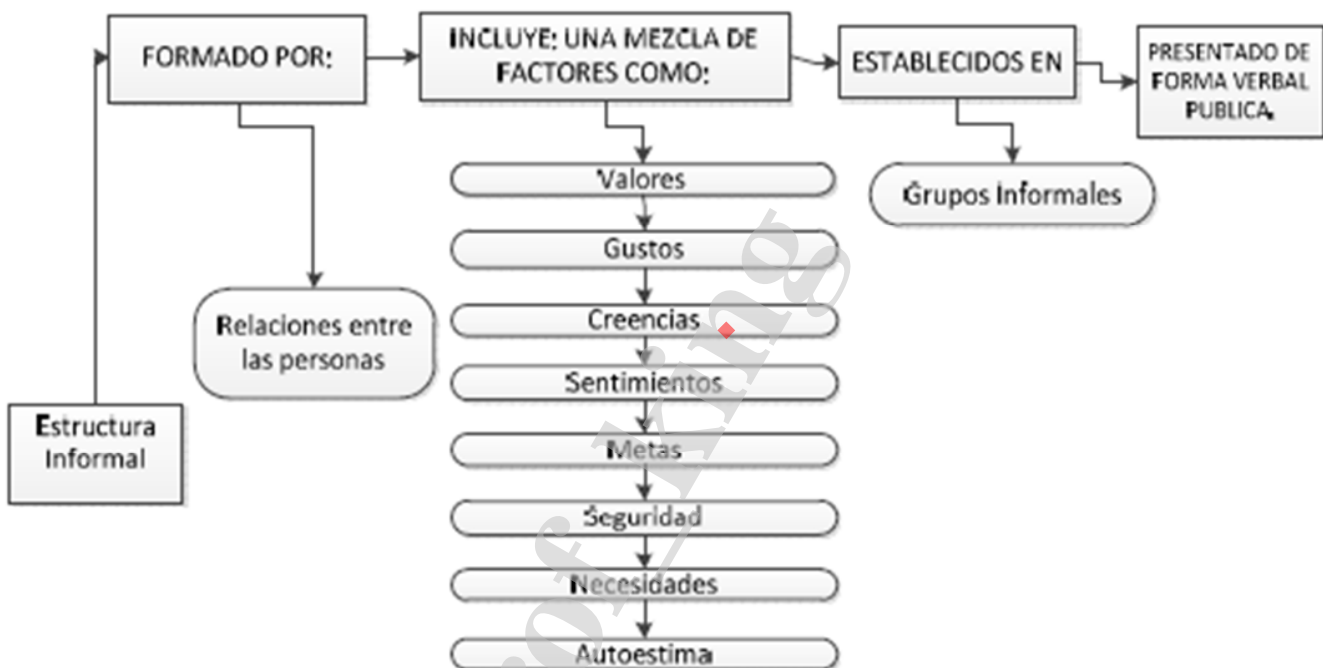 FORMADO POR:
INCLUYE: UNA MEZCLA DE
FACTORES COMO:
ESTABLECIDOS EN
PRESENTADO DE
FORMA VERBAL
PUBLICA.
Valores
Grupos Informales
Gustos
Creencias
Relaciones entre
las personas
Sentimientos
Estructura
Informal
Metas
Seguridad
Necesidades
Autoestima